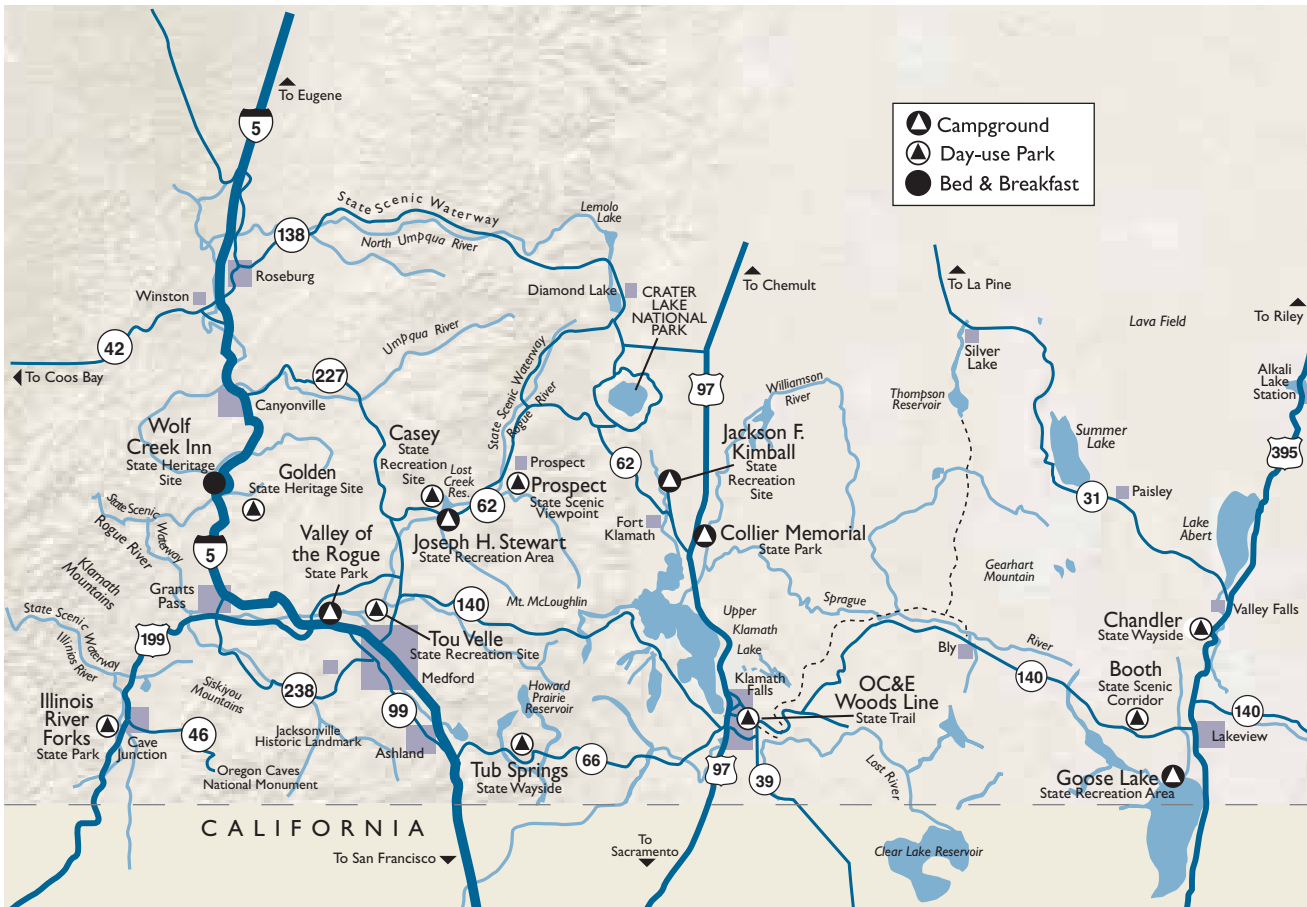 To Eugene
5
Campground
Day-use Park
Bed & Breakfast
State Scenic Waterway
Lemolo
Lake
138
North Umpqua River
Roseburg
Winston
Diamond Lake
CRATER
LAKE
NATIONAL
PARK
To Chemult
To La Pine
Lava Field
To Riley
42
To Coos Bay
Umpqua River
227
Canyonville
State Scenic Waterway
Rogue River
97
Williamson
River
Silver
Lake
Thompson
Reservoir
Alkali
Lake
Station
Summer
Lake
395
Wolf
Creek Inn
State Heritage
Site
Golden
State Heritage Site
Casey
State
Recreation
Site
Lost
Creek
Res.
62
Prospect
Prospect
State Scenic
Viewpoint
62
Jackson F.
Kimball
State
Recreation
Site
31
Paisley
State Scenic
Waterway
Rogue River
5
Klamath
Mountains
Valley of
the Rogue
State Park
Joseph H. Stewart
State Recreation Area
Fort
Klamath
Collier Memorial
State Park
Lake
Abert
Gearhart
Mountain
Grants
Pass
State Scenic Waterway
Illinios River
199
Mt. McLoughlin
140
Tou Velle
State Recreation Site
Medford
Upper
Klamath
Lake
Sprague
River
Bly
Valley Falls
Chandler
State Wayside
Siskiyou
Mountains
238
99
Howard
Prairie
Reservoir
Klamath
Falls
OC&E
Woods Line
State Trail
140
Booth
State Scenic
Corridor
140
Lakeview
Illinois
River
Forks
State Park
Cave
Junction
46
Jacksonville
Historic Landmark
Ashland
Oregon Caves
National Monument
Tub Springs
State Wayside
66
97
39
Lost River
Goose Lake
State Recreation Area
CALIFORNIA
To San Francisco
To
Sacramento
Clear Lake Reservoir